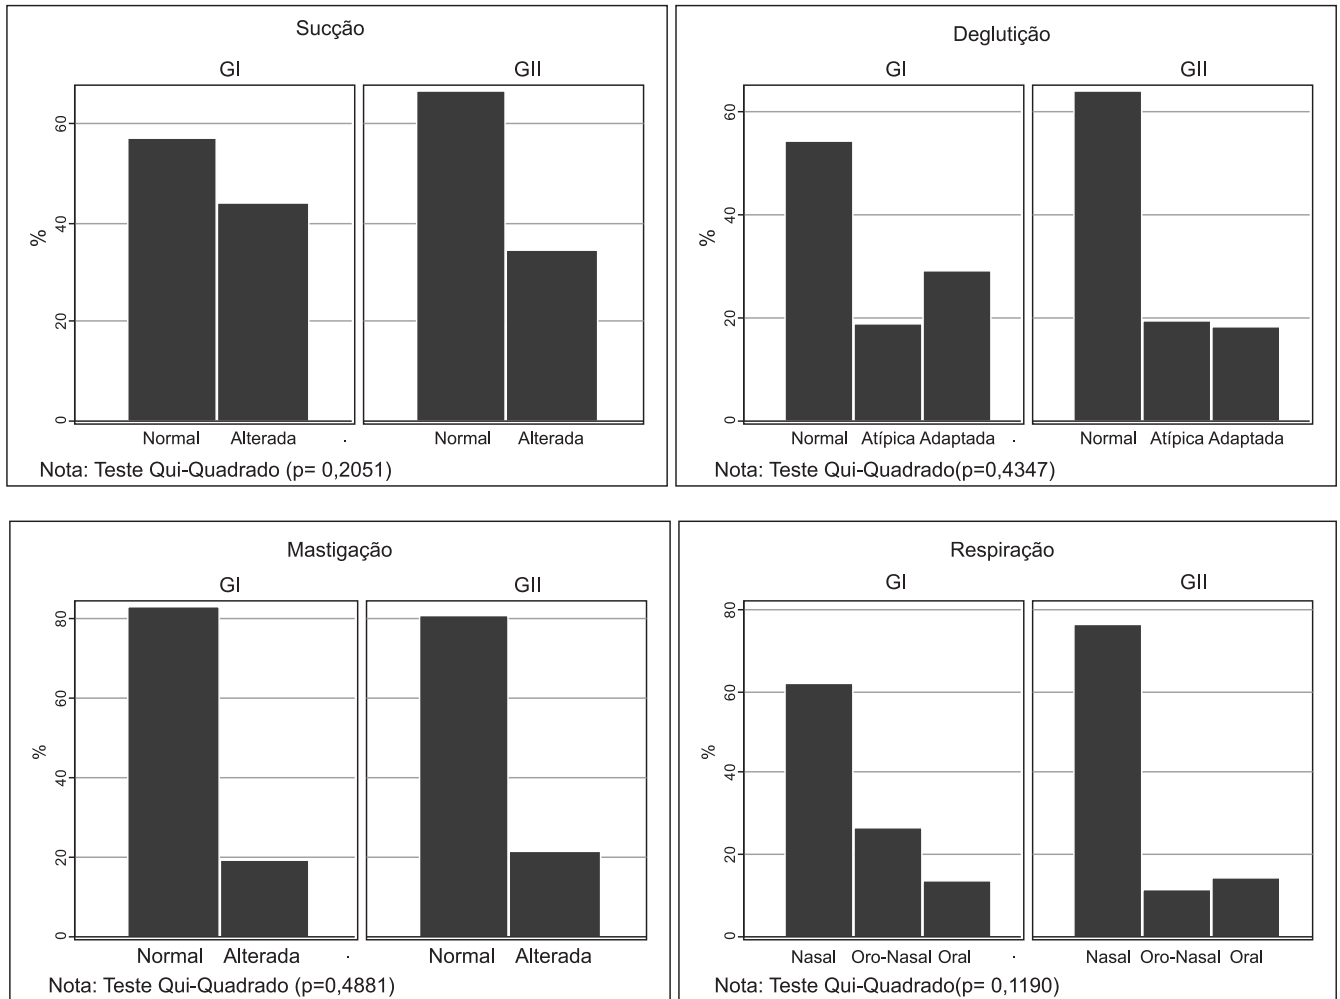 Sucção
GI GII
%
60
40
20
0
Normal Alterada . Normal Alterada
Nota: Teste Qui-Quadrado (p= 0,2051)
Deglutição
GI GII
%
60
40
20
0
Normal Atípica Adaptada . Normal Atípica Adaptada
Nota: Teste Qui-Quadrado(p=0,4347)
Mastigação
GI GII
%
80
60
40
20
0
Normal Alterada . Normal Alterada
Nota: Teste Qui-Quadrado (p=0,4881)
Respiração
GI GII
%
80
60
40
20
0
Nasal Oro-Nasal Oral . Nasal Oro-Nasal Oral
Nota: Teste Qui-Quadrado(p= 0,1190)